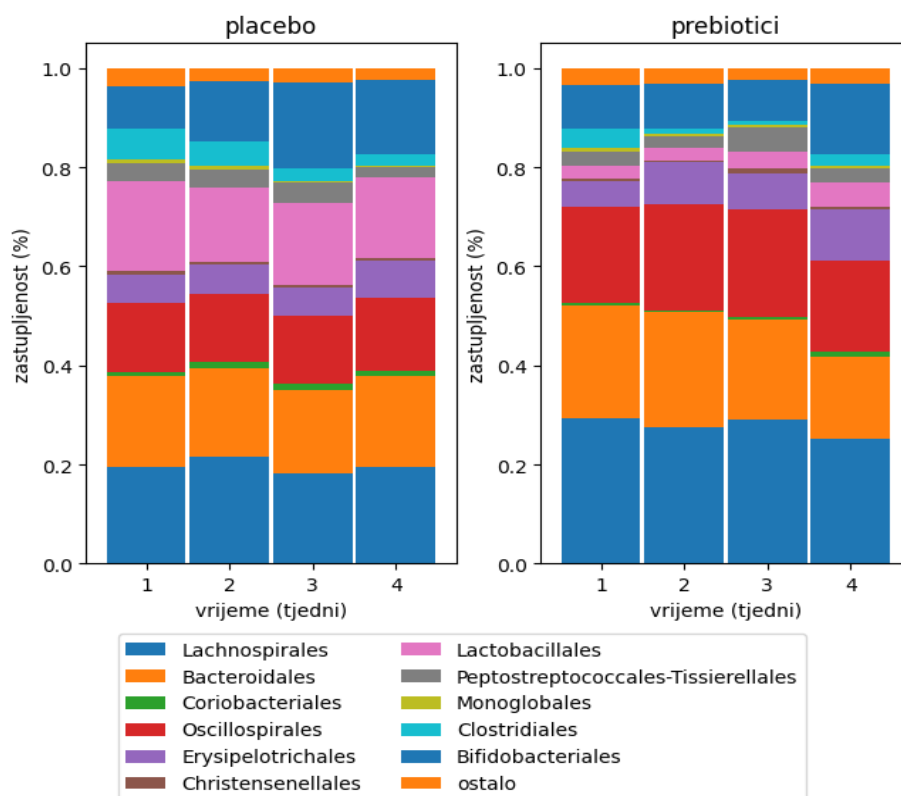 placebo
prebiotici
zastupljenost (%)
1.0
0.8
0.6
0.4
0.2
0.0
1 2 3 4
vrijeme (tjedni)
zastupljenost (%)
1.0
0.8
0.6
0.4
0.2
0.0
1 2 3 4
vrijeme (tjedni)
Lachnospirales
Bacteroidales
Coriobacteriales
Oscillospirales
Erysipelotrichales
Christensenellales
Lactobacillales
Peptostreptococcales-Tissierellales
Monoglobales
Clostridiales
Bifidobacteriales
ostalo